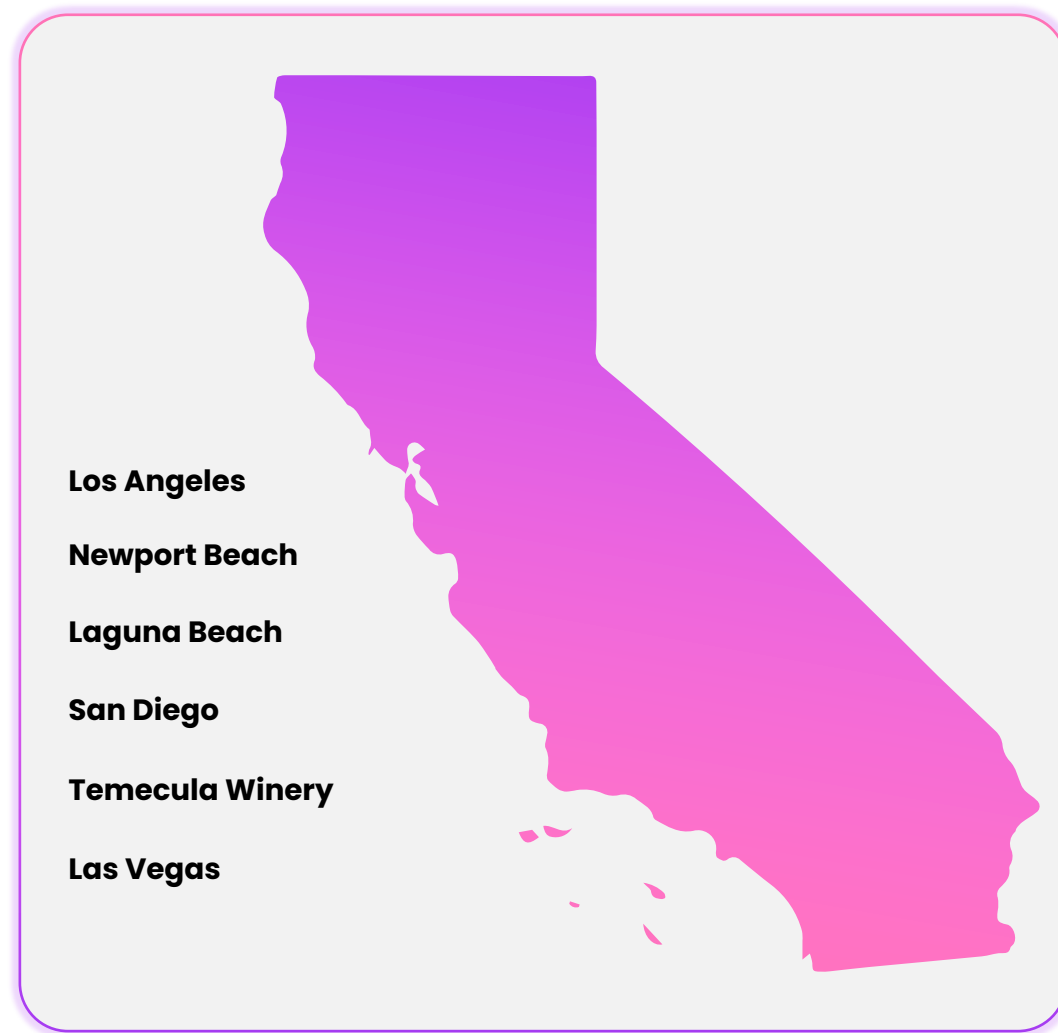 Los Angeles
Newport Beach
Laguna Beach
San Diego
Temecula Winery
Las Vegas